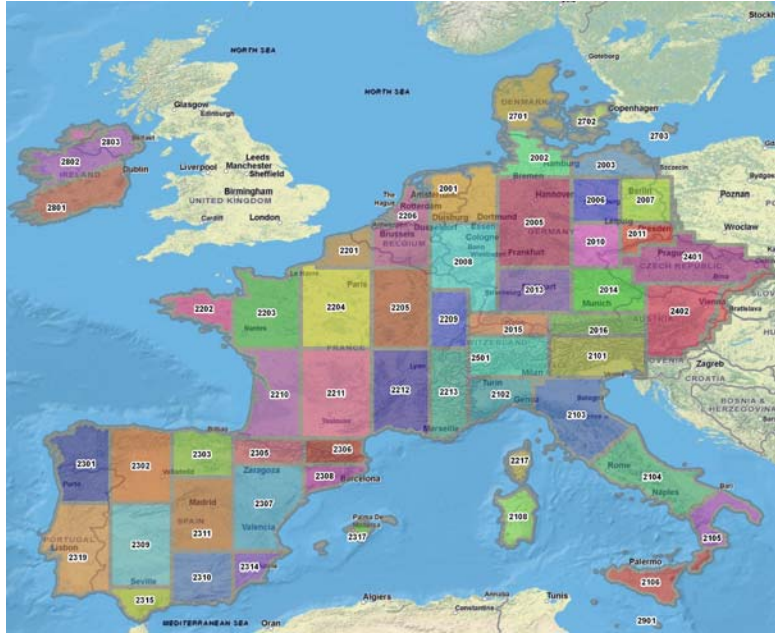 Stockh
NORTH SEA
Goteborg
Glasgow
Edinburgh
NORTH SEA
DENMARK
2701
Copenhagen
2702
2703
2803
Belfast
2802
IRELAND
Dublin
2801
Leeds
Liverpool
Manchester
Sheffield
Birmingham
UNITED KINGDOM
Cardiff
London
2002
Hamburg
2003
Szczecin
Bremen
The
Hague
Amsterdam
Rotterdam
2001
2206
Duisburg
Dortmund
Essen
Dusseldorf
Cologne
Brussels
BELGIUM
2201
2008
Hannover
2005
GERMANY
Frankfurt
2006
Berlin
2007
Leipzig
Dresden
2010
2011
Poznan
Wroclaw
Prague
2401
CZECH REPUBLIC
Brno
Le Havre
Paris
2202
2203
2204
2205
2209
Nantes
FRANCE
Strasbourg
2013
2014
Munich
2015
2016
Vienna
Bratislava
2402
AUSTRIA
SWITZERLAND
2501
2101
SLOVENIA
Zagreb
CROATIA
BOSNIA &
HERZEGOVINA
2210
2211
Toulouse
Lyon
2212
2213
Marseille
Milan
Turin
2102
Genoa
Bologna
2103
Bilbao
2301
2302
2303
Porto
Valladolid
2305
2306
Zaragoza
2308
Barcelona
2307
Madrid
SPAIN
2311
Valencia
PORTUGAL
Lisbon
2319
2309
Seville
2310
2314
2315
Palma De
Mallorca
2317
2217
2108
Rome
2104
Naples
Bari
2105
Palermo
2106
2901
MEDITERRANEAN SEA
Oran
Algiers
Constantine
Annaba
Tunis